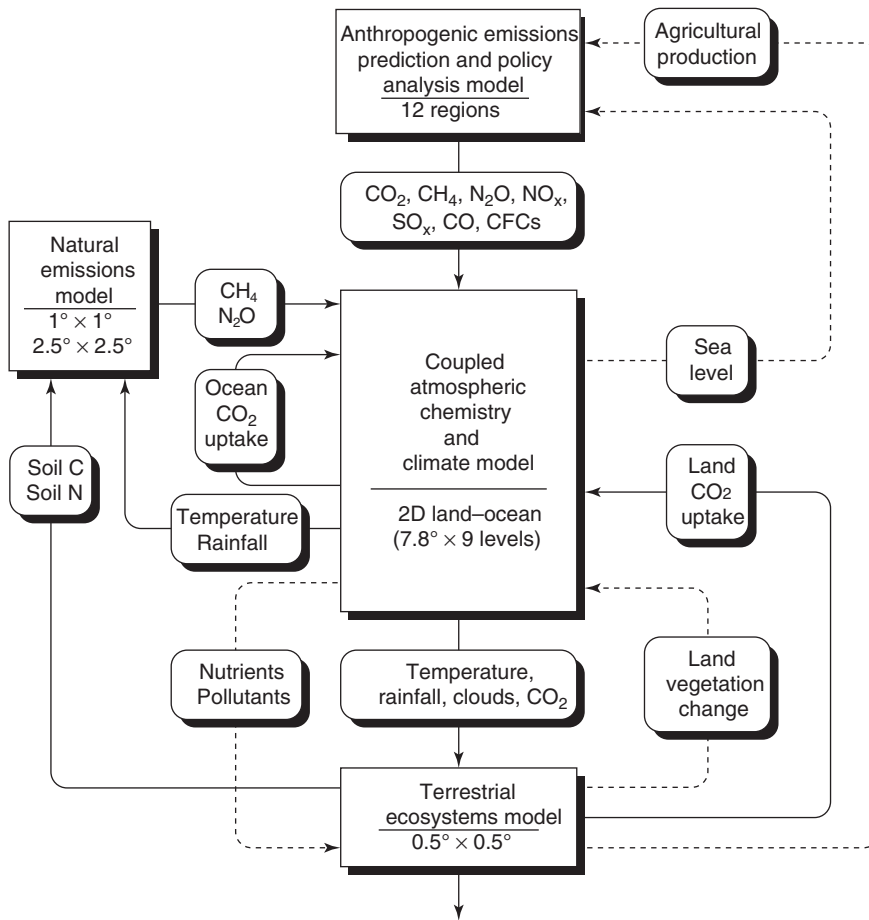 Anthropogenic emissions
prediction and policy
analysis model
12 regions
Agricultural
production
CO₂, CH₄, N₂O, NOₓ,
SOₓ, CO, CFCs
Natural
emissions
model
1° × 1°
2.5° × 2.5°
CH₄
N₂O
Ocean
CO₂
uptake
Coupled
atmospheric
chemistry
and
climate model
2D land–ocean
(7.8° × 9 levels)
Sea
level
Soil C
Soil N
Temperature
Rainfall
Land
CO2
uptake
Nutrients
Pollutants
Temperature,
rainfall, clouds, CO₂
Land
vegetation
change
Terrestrial
ecosystems model
0.5° × 0.5°